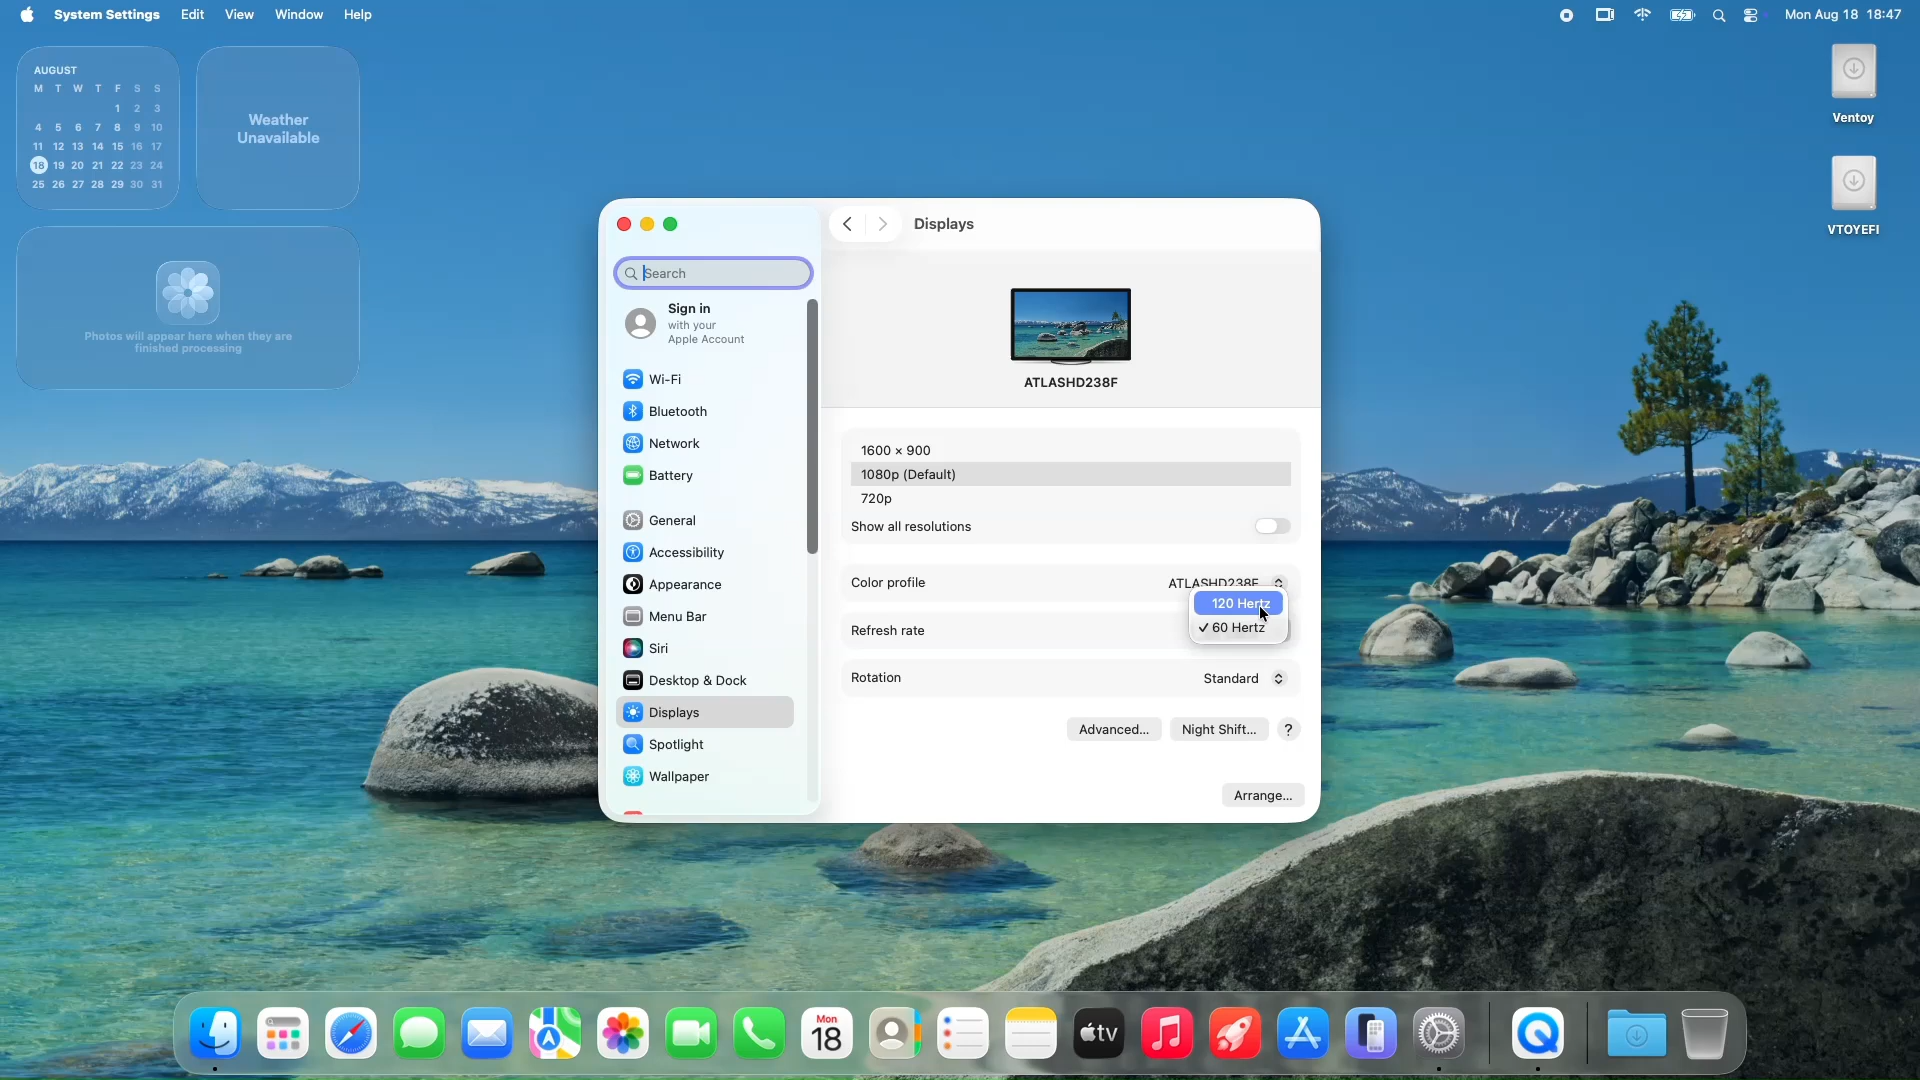 System Settings Edit View Window Help
Mon Aug 18 18:47
AUGUST
M T W T F S S
1 2 3
4 5 6 7 8 9 10
11 12 13 14 15 16 17
18 19 20 21 22 23 24
25 26 27 28 29 30 31
Weather
Unavailable
Photos will appear here when they are
finished processing
Ventoy
VTOYEFI
Displays
Search
Sign in
with your
Apple Account
Wi-Fi
Bluetooth
Network
Battery
General
Accessibility
Appearance
Menu Bar
Siri
Desktop & Dock
Displays
Spotlight
Wallpaper
ATLASHD238F
1600 × 900
1080p (Default)
720p
Show all resolutions
Color profile ATLASHD238F
120 Hertz
Refresh rate
✓ 60 Hertz
Rotation Standard
Advanced... Night Shift... ?
Arrange...
Mon
18
tv